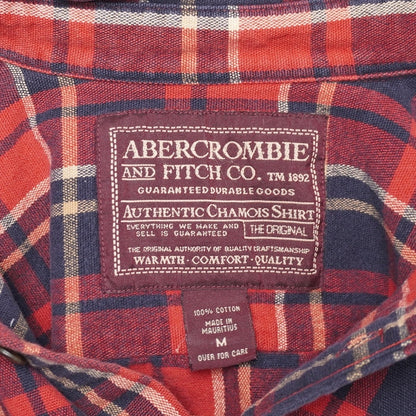 ABERCROMBIE
AND FITCH CO. TM 1892
GUARANTEED DURABLE GOODS
AUTHENTIC CHAMOIS SHIRT
EVERYTHING WE MAKE AND
SELL IS GUARANTEED
THE ORIGINAL
THE ORIGINAL AUTHORITY OF QUALITY CRAFTSMANSHIP
WARMTH · COMFORT · QUALITY
100% COTTON
MADE IN
MAURITIUS
M
OVER FOR CARE